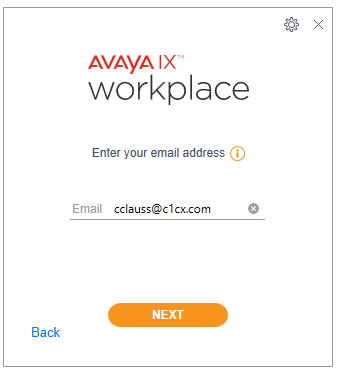 AVAYA IX™
workplace
Enter your email address
Email cclauss@c1cx.com
NEXT
Back